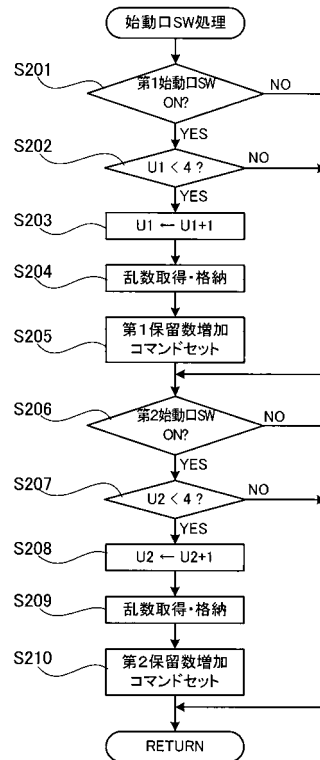 始動口SW処理
S201
第1始動口SW
ON?
NO
YES
S202
U1 < 4 ?
NO
YES
S203
U1 ← U1+1
S204
乱数取得・格納
S205
第1保留数増加
コマンドセット
S206
第2始動口SW
ON?
NO
YES
S207
U2 < 4 ?
NO
YES
S208
U2 ← U2+1
S209
乱数取得・格納
S210
第2保留数増加
コマンドセット
RETURN